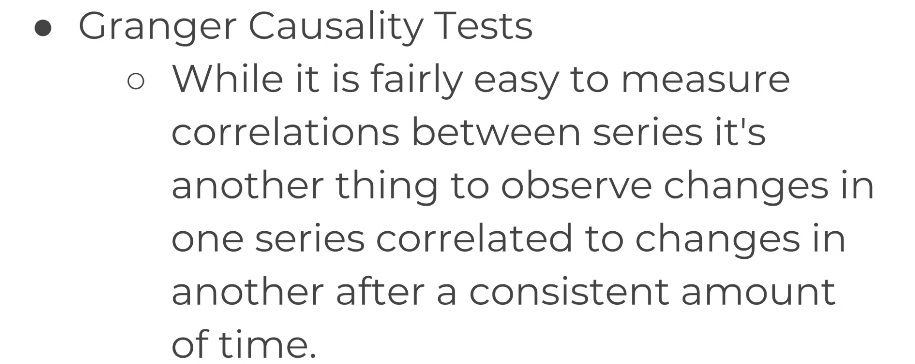 ● Granger Causality Tests
○ While it is fairly easy to measure
correlations between series it's
another thing to observe changes in
one series correlated to changes in
another after a consistent amount
of time.